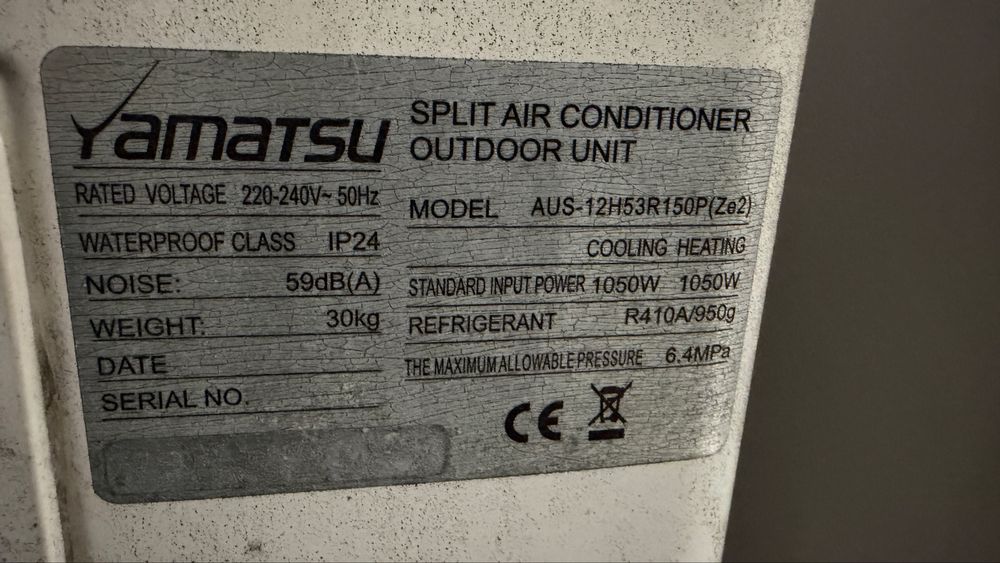 Yamatsu
RATED VOLTAGE 220-240V~ 50Hz
WATERPROOF CLASS IP24
NOISE: 59dB(A)
WEIGHT: 30kg
DATE
SERIAL NO.
SPLIT AIR CONDITIONER
OUTDOOR UNIT
MODEL AUS-12H53R150P(Ze2)
COOLING HEATING
STANDARD INPUT POWER 1050W 1050W
REFRIGERANT R410A/950g
THE MAXIMUM ALLOWABLE PRESSURE 6.4MPa
CE